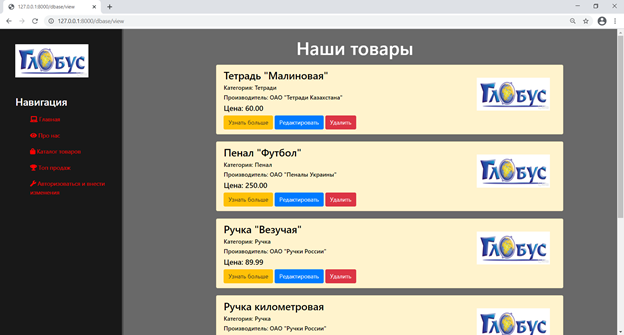 127.0.0.1:8000/dbase/view
127.0.0.1:8000/dbase/view
ГлОбус
Навигация
Главная
Про нас
Каталог товаров
Топ продаж
Авторизоваться и внести
изменения
Наши товары
Тетрадь "Малиновая"
Категория: Тетради
Производитель: ОАО "Тетради Казахстана"
Цена: 60.00
Узнать больше Редактировать Удалить
ГлОбус
Пенал "Футбол"
Категория: Пенал
Производитель: ОАО "Пеналы Украины"
Цена: 250.00
Узнать больше Редактировать Удалить
ГлОбус
Ручка "Везучая"
Категория: Ручка
Производитель: ОАО "Ручки России"
Цена: 89.99
Узнать больше Редактировать Удалить
ГлОбус
Ручка километровая
Категория: Ручка
Производитель: ОАО "Ручки России"
ГлОбус